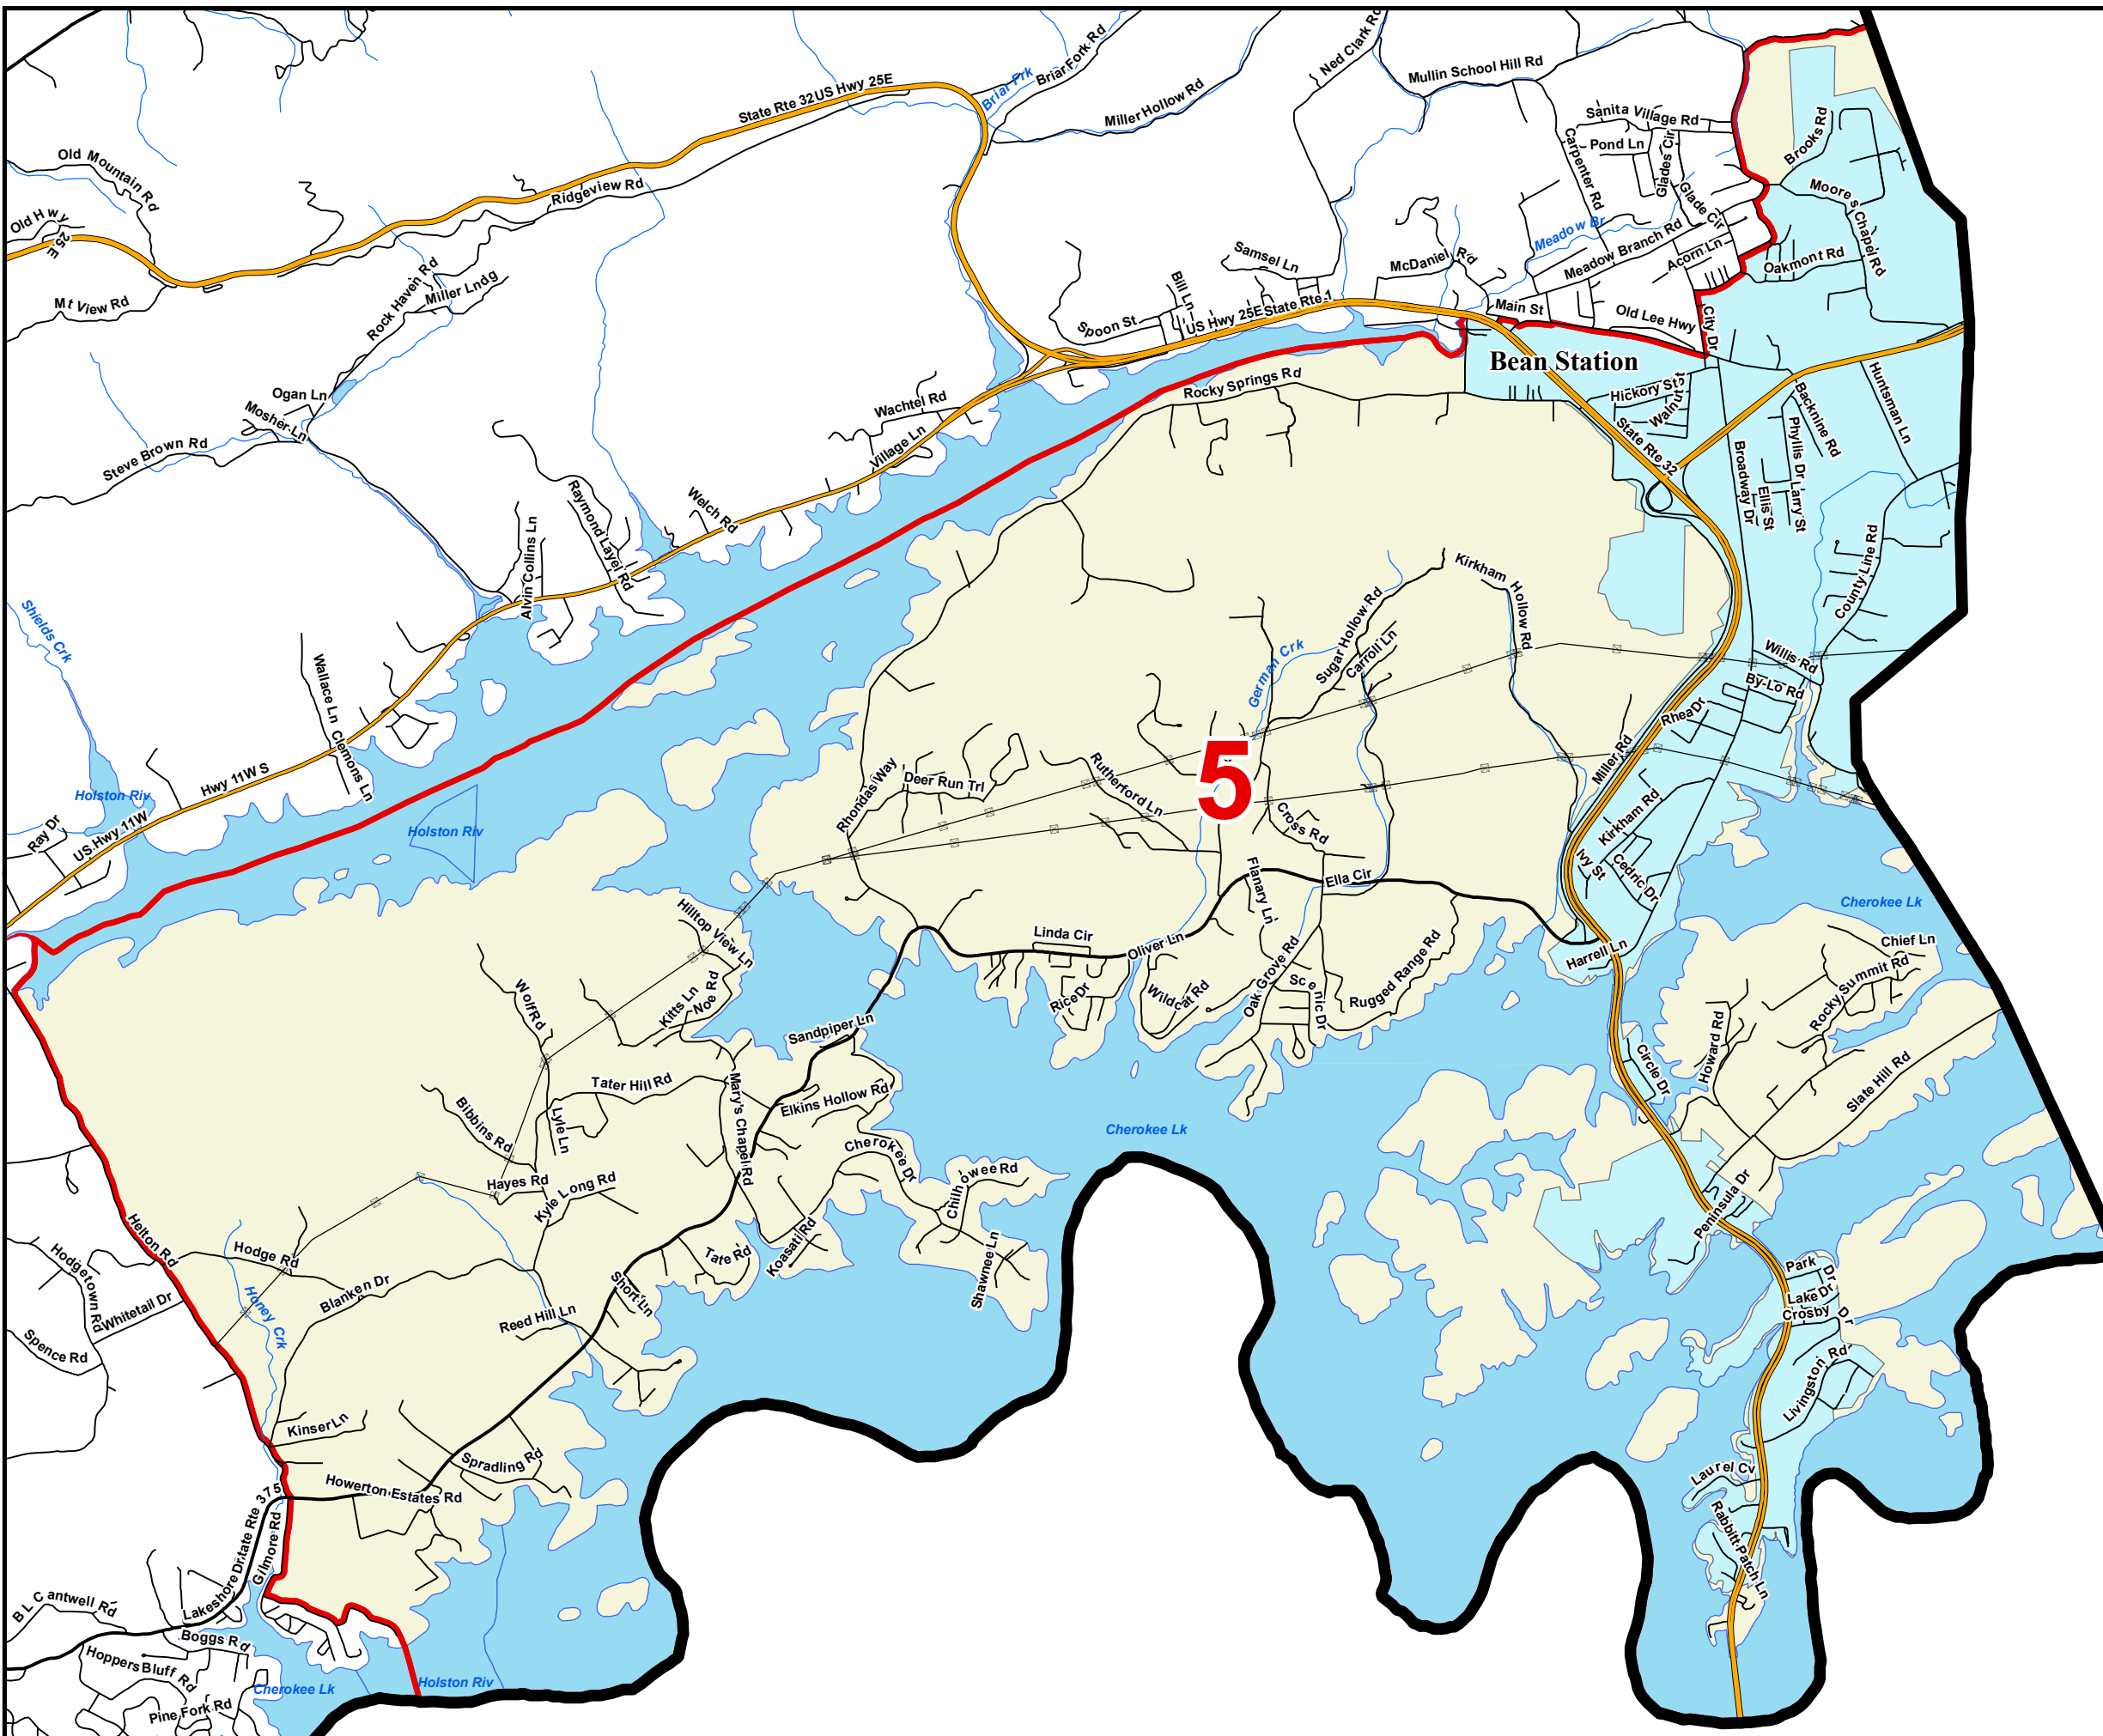 State Rte 32 US Hwy 25E
Briar Frk
Briar Fork Rd
Miller Hollow Rd
Ned Clark Rd
Mullin School Hill Rd
Sanita Village Rd
Pond Ln
Carpenter Rd
Glades Cir
Glade Cir
Brooks Rd
Moores Chapel Rd
Old Mountain Rd
Old Hwy 25E
Ridgeview Rd
Mt View Rd
Rock Haven Rd
Miller Lndg
Samsel Ln
Bill Ln
Spoon St
US Hwy 25E State Rte 1
McDaniel Rd
Meadow Br
Meadow Branch Rd
Acorn Ln
Oakmont Rd
Main St
Old Lee Hwy
City Dr
Bean Station
Rocky Springs Rd
Hickory St
Walnut St
State Rte 32
Broadway Dr
Backnine Rd
Phyllis Dr
Larry St
Ellis St
Huntsman Ln
County Line Rd
Ogan Ln
Mosher Ln
Steve Brown Rd
Wachtel Rd
Village Ln
Welch Rd
Raymond Layel Rd
Alvin Collins Ln
Shields Crk
Wallace Ln
Clemons Ln
Hwy 11W S
Holston Riv
US Hwy 11W
Ray Dr
Holston Riv
Kirkham Hollow Rd
Sugar Hollow Rd
Carroll Ln
German Crk
Willis Rd
By-Lo Rd
Rhea Dr
Miller Rd
Kirkham Rd
Ivy St
Cedric Dr
5
Rhondas Way
Deer Run Trl
Rutherford Ln
Cross Rd
Flanary Ln
Ella Cir
Cherokee Lk
Chief Ln
Rocky Summit Rd
Howard Rd
Slate Hill Rd
Harrell Ln
Circle Dr
Linda Cir
Oliver Ln
Rice Dr
Wildcat Rd
Oak Grove Rd
Scenic Dr
Rugged Range Rd
Hilltop View Ln
Kitts Ln
Noe Rd
Wolf Rd
Sandpiper Ln
Tater Hill Rd
Mary's Chapel Rd
Elkins Hollow Rd
Bibbins Rd
Lyle Ln
Cherokee Dr
Cherokee Lk
Chilhowee Rd
Hayes Rd
Kyle Long Rd
Koasati Rd
Tate Rd
Shawnee Ln
Peninsula Dr
Park Dr
Lake Dr
Crosby Dr
Livingston Rd
Laurel Cv
Rabbitt Patch Ln
Helton Rd
Hodge Rd
Hodgetown Rd
Whitetail Dr
Spence Rd
Honey Crk
Blanken Dr
Short Ln
Reed Hill Ln
Kinser Ln
Spradling Rd
Howerton Estates Rd
State Rte 375
Lakeshore Dr
Gilmore Rd
B L Cantwell Rd
Boggs Rd
Hoppers Bluff Rd
Pine Fork Rd
Cherokee Lk
Holston Riv